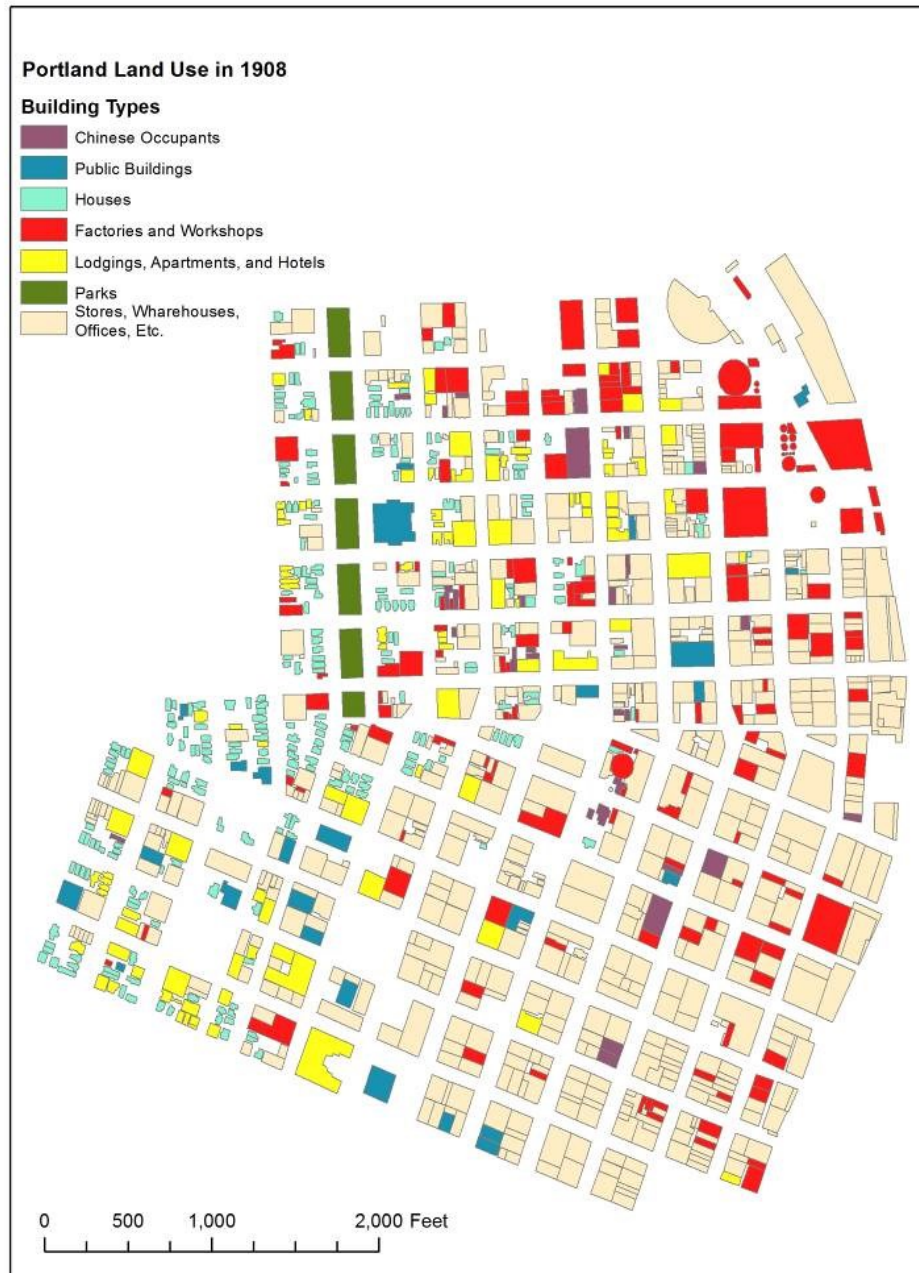 Portland Land Use in 1908
Building Types
Chinese Occupants
Public Buildings
Houses
Factories and Workshops
Lodgings, Apartments, and Hotels
Parks
Stores, Wharehouses,
Offices, Etc.
0 500 1,000 2,000 Feet